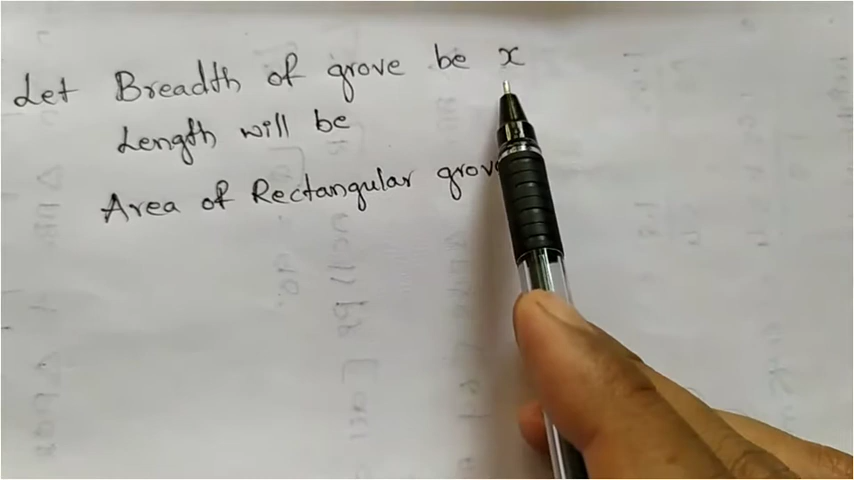 Let Breadth of grove be x
Length will be
Area of Rectangular grove